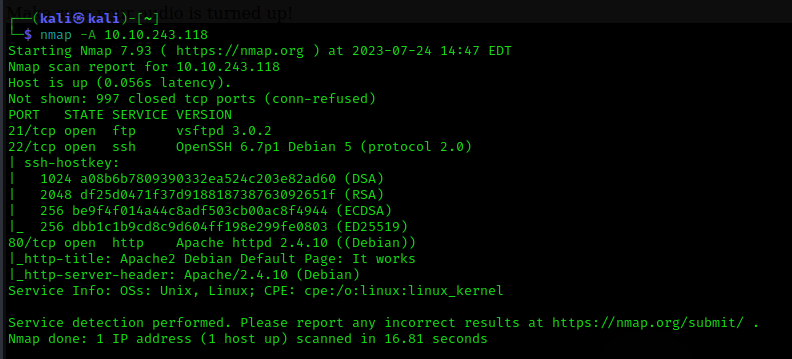 Make sure your audio is turned up!
┌──(kali㉿kali)-[~]
└─$ nmap -A 10.10.243.118
Starting Nmap 7.93 ( https://nmap.org ) at 2023-07-24 14:47 EDT
Nmap scan report for 10.10.243.118
Host is up (0.056s latency).
Not shown: 997 closed tcp ports (conn-refused)
PORT   STATE SERVICE VERSION
21/tcp open  ftp     vsftpd 3.0.2
22/tcp open  ssh     OpenSSH 6.7p1 Debian 5 (protocol 2.0)
| ssh-hostkey:
|   1024 a08b6b7809390332ea524c203e82ad60 (DSA)
|   2048 df25d0471f37d918818738763092651f (RSA)
|   256 be9f4f014a44c8adf503cb00ac8f4944 (ECDSA)
|_  256 dbb1c1b9cd8c9d604ff198e299fe0803 (ED25519)
80/tcp open  http    Apache httpd 2.4.10 ((Debian))
|_http-title: Apache2 Debian Default Page: It works
|_http-server-header: Apache/2.4.10 (Debian)
Service Info: OSs: Unix, Linux; CPE: cpe:/o:linux:linux_kernel
Service detection performed. Please report any incorrect results at https://nmap.org/submit/ .
Nmap done: 1 IP address (1 host up) scanned in 16.81 seconds